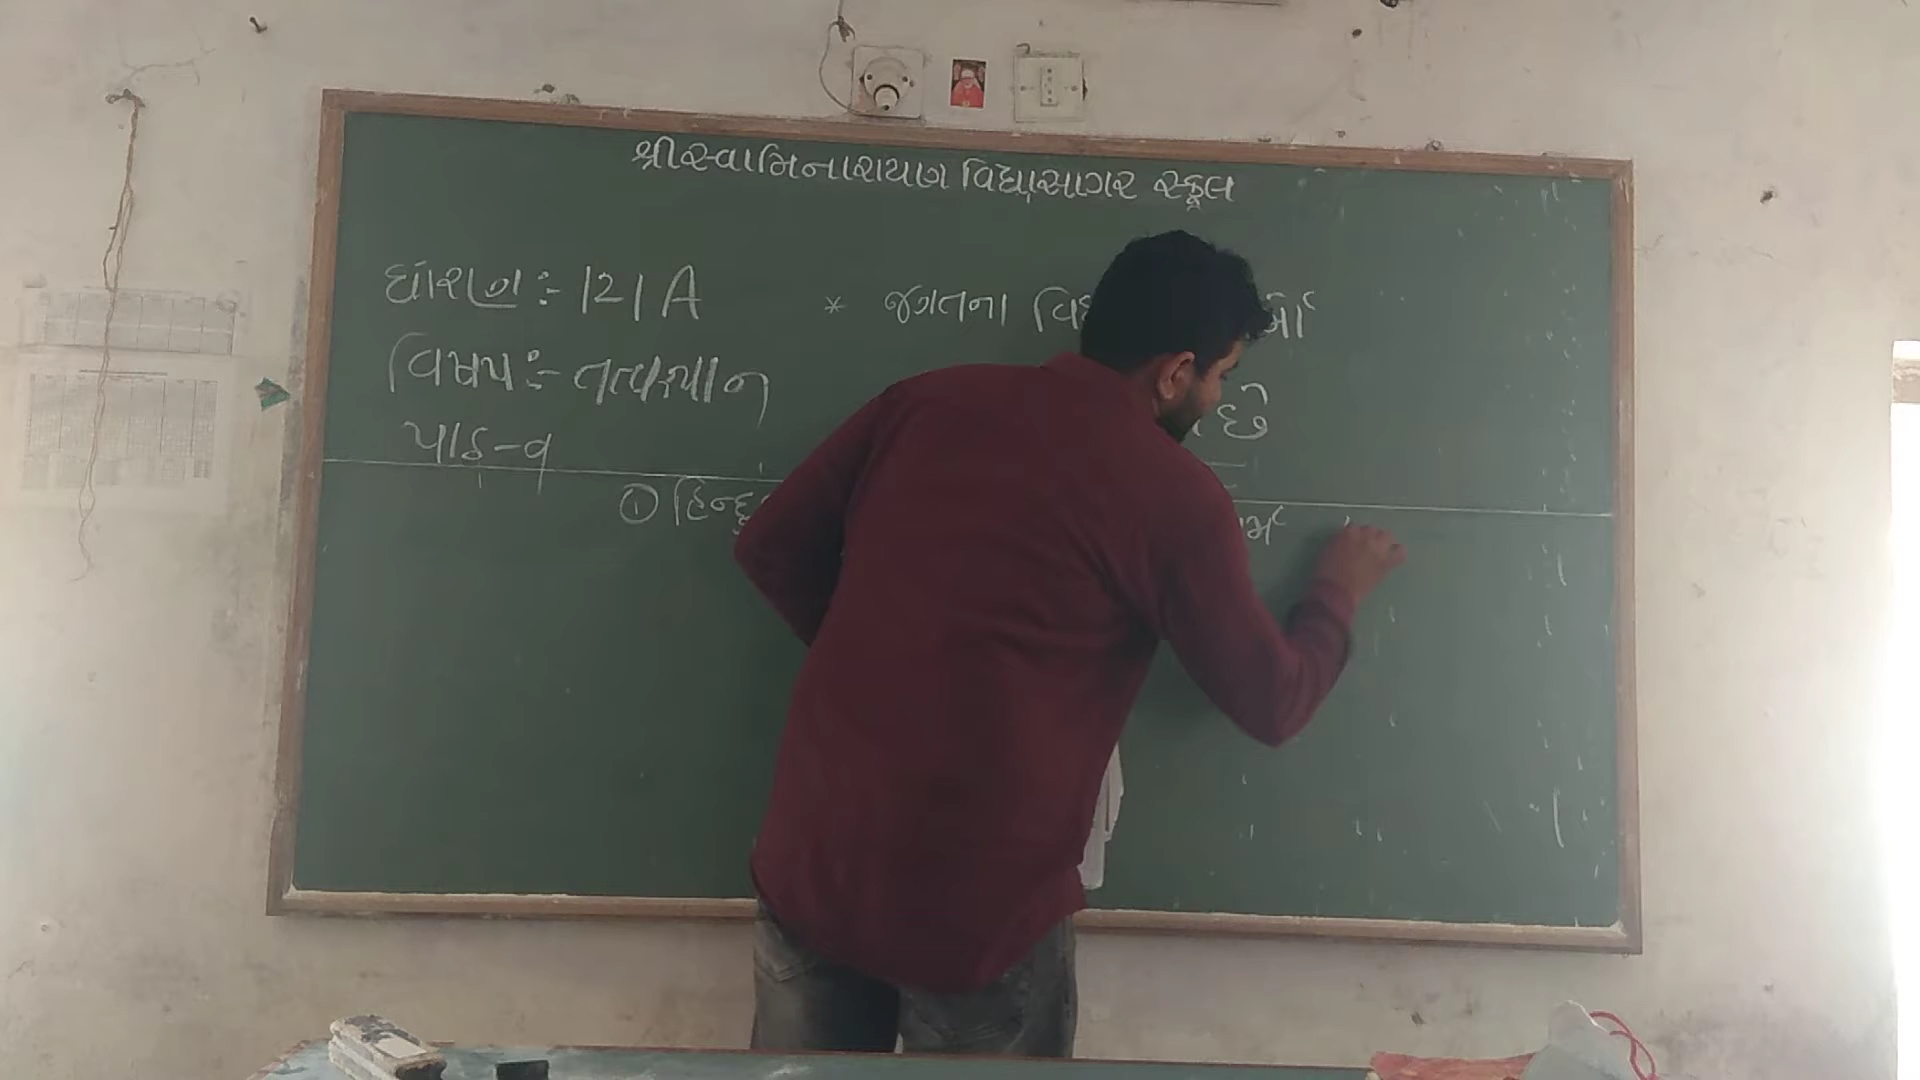 શ્રી સ્વામિનારાયણ વિદ્યાસાગર સ્કૂલ
ધોરણ :- 12 / A
વિષય :- તત્વજ્ઞાન
પાઠ-૧
* જગતના
છે
① હિન્દુ